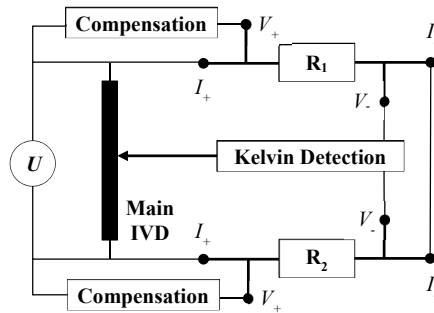 Compensation
V+
I
R1
I+
V-
U
Kelvin Detection
Main
IVD
I+
V-
R2
I
Compensation
V+